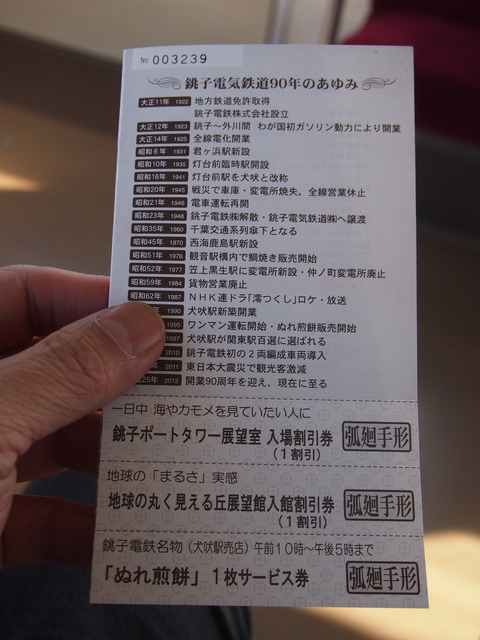 No 003239
銚子電気鉄道90年のあゆみ
大正11年 1922 地方鉄道免許取得
銚子鉄道株式会社設立
大正12年 1923 銚子〜外川間 わが国初ガソリン動力により開業
大正14年 1925 全線電化開業
昭和6年 1931 君ヶ浜駅新設
昭和10年 1935 灯台前臨時駅開設
昭和16年 1941 灯台前駅を犬吠と改称
昭和20年 1945 戦災で車庫・変電所焼失。全線営業休止
昭和21年 1946 電車運転再開
昭和23年 1948 銚子鉄道㈱解散・銚子電気鉄道㈱へ譲渡
昭和35年 1960 千葉交通系列傘下となる
昭和45年 1970 西海鹿島駅新設
昭和51年 1976 観音駅構内で鯛焼き販売開始
昭和52年 1977 笠上黒生駅に変電所新設・仲ノ町変電所廃止
昭和59年 1984 貨物営業廃止
昭和62年 1987 NHK連ドラ「澪つくし」ロケ・放送
1990 犬吠駅新築開業
1995 ワンマン運転開始・ぬれ煎餅販売開始
1997 犬吠駅が関東駅百選に選ばれる
2010 銚子電鉄初の2両編成車両導入
2011 東日本大震災で観光客激減
25年 2013 開業90周年を迎え、現在に至る
一日中 海やカモメを見ていたい人に
銚子ポートタワー展望室 入場割引券
(1割引)
弧廻手形
地球の「まるさ」実感
地球の丸く見える丘展望館入館割引券
(1割引)
弧廻手形
銚子電鉄名物(犬吠駅売店)午前10時〜午後5時まで
「ぬれ煎餅」1枚サービス券
弧廻手形